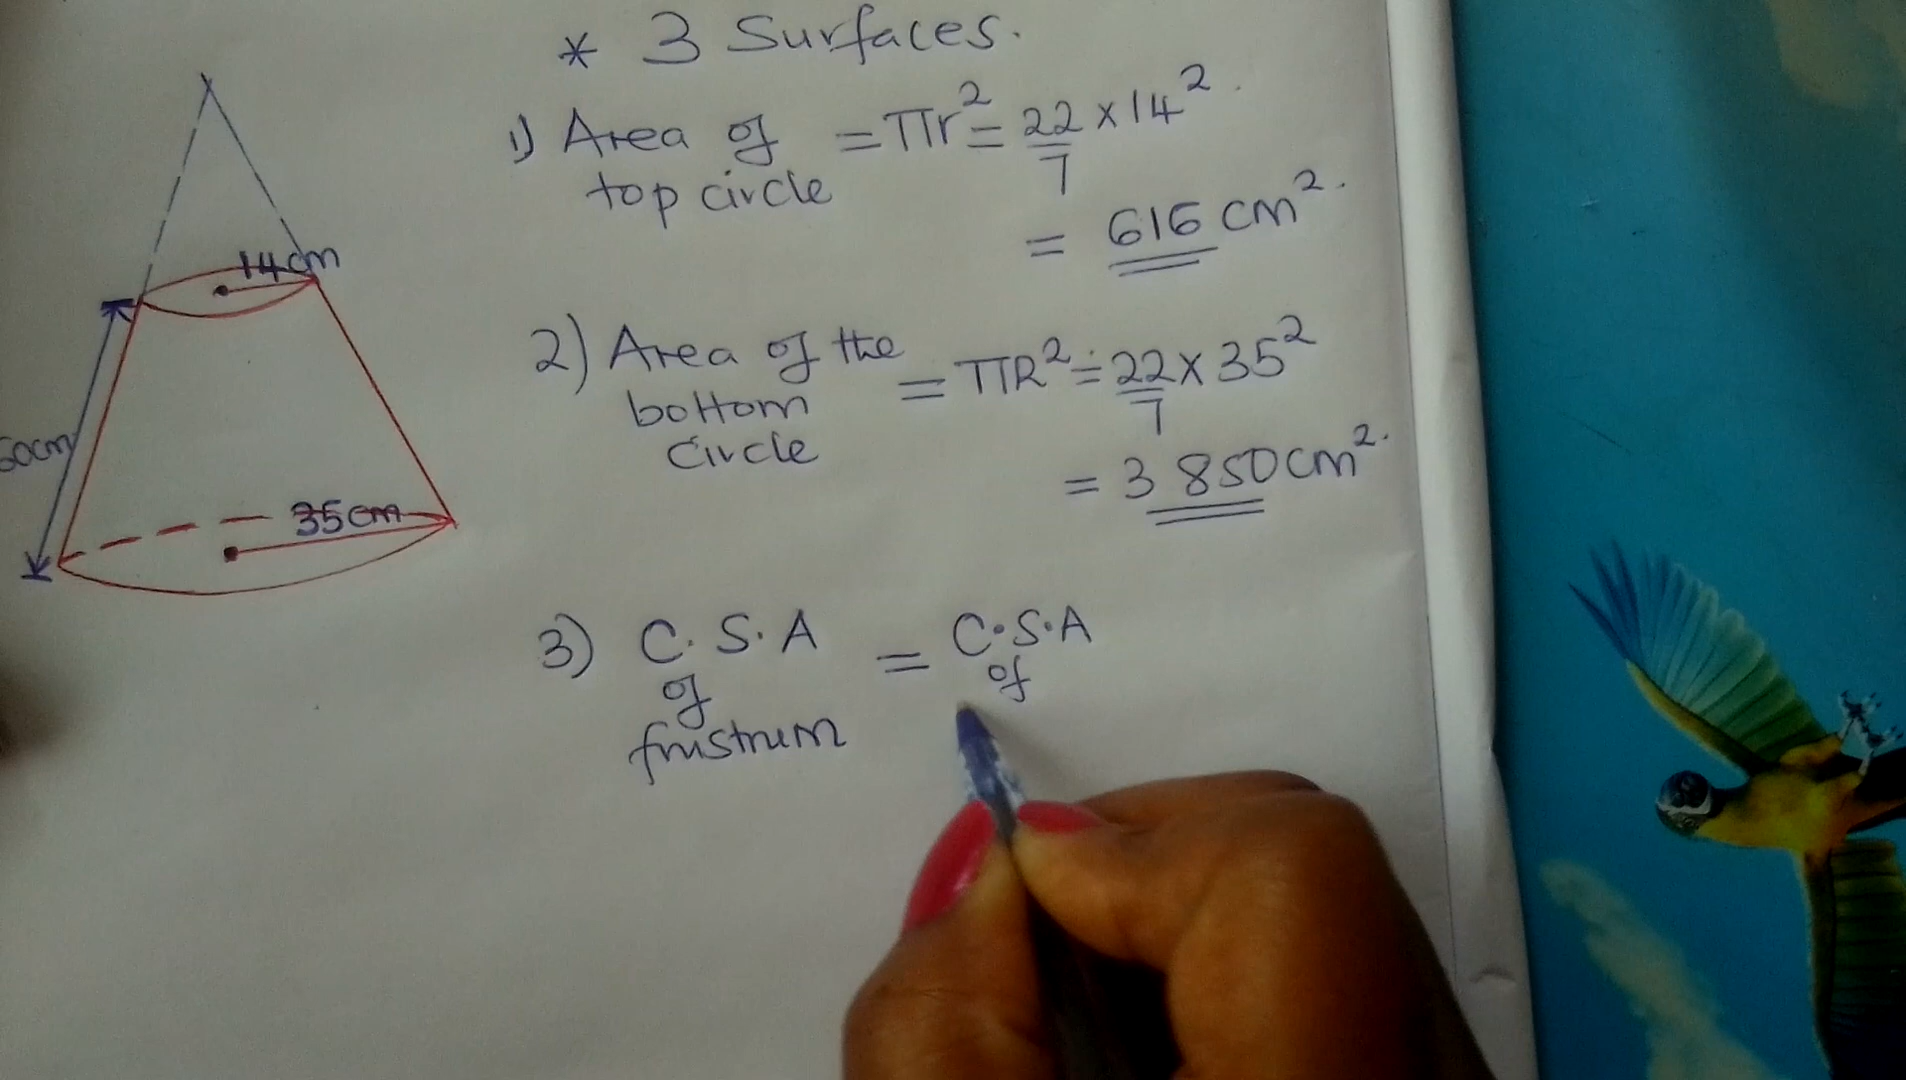 * 3 Surfaces.
1) Area of = πr² = 22/7 × 14².
top circle
= 616 cm².
14cm
2) Area of the = πR² = 22/7 × 35²
bottom
circle
= 3 850 cm².
35cm
3) C.S.A = C.S.A
of of
frustrum